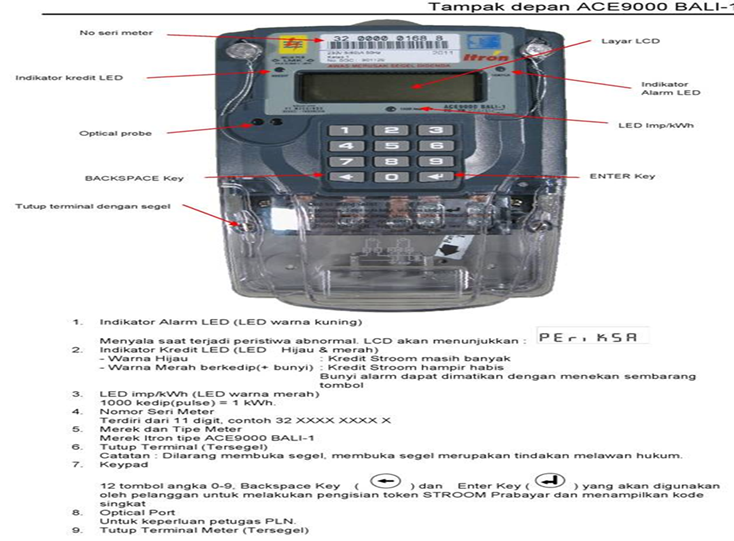 Tampak depan ACE9000 BALI-1
No seri meter
32 0000 0168 8
2011
Itron
AWAS MERUSAK SEGEL DIDENDA
Layar LCD
Indikator kredit LED
Indikator
Alarm LED
ACE9000 BALI-1
LED Imp/kWh
Optical probe
1 2 3
4 5 6
7 8 9
0
BACKSPACE Key
ENTER Key
Tutup terminal dengan segel
1. Indikator Alarm LED (LED warna kuning)
Menyala saat terjadi peristiwa abnormal. LCD akan menunjukkan : PEriKSA
2. Indikator Kredit LED (LED Hijau & merah)
- Warna Hijau : Kredit Stroom masih banyak
- Warna Merah berkedip(+ bunyi) : Kredit Stroom hampir habis
Bunyi alarm dapat dimatikan dengan menekan sembarang
tombol
3. LED imp/kWh (LED warna merah)
1000 kedip(pulse) = 1 kWh.
4. Nomor Seri Meter
Terdiri dari 11 digit, contoh 32 XXXX XXXX X
5. Merek dan Tipe Meter
Merek Itron tipe ACE9000 BALI-1
6. Tutup Terminal (Tersegel)
Catatan : Dilarang membuka segel, membuka segel merupakan tindakan melawan hukum.
7. Keypad
12 tombol angka 0-9, Backspace Key ( ← ) dan Enter Key ( ↵ ) yang akan digunakan
oleh pelanggan untuk melakukan pengisian token STROOM Prabayar dan menampilkan kode
singkat
8. Optical Port
Untuk keperluan petugas PLN.
9. Tutup Terminal Meter (Tersegel)